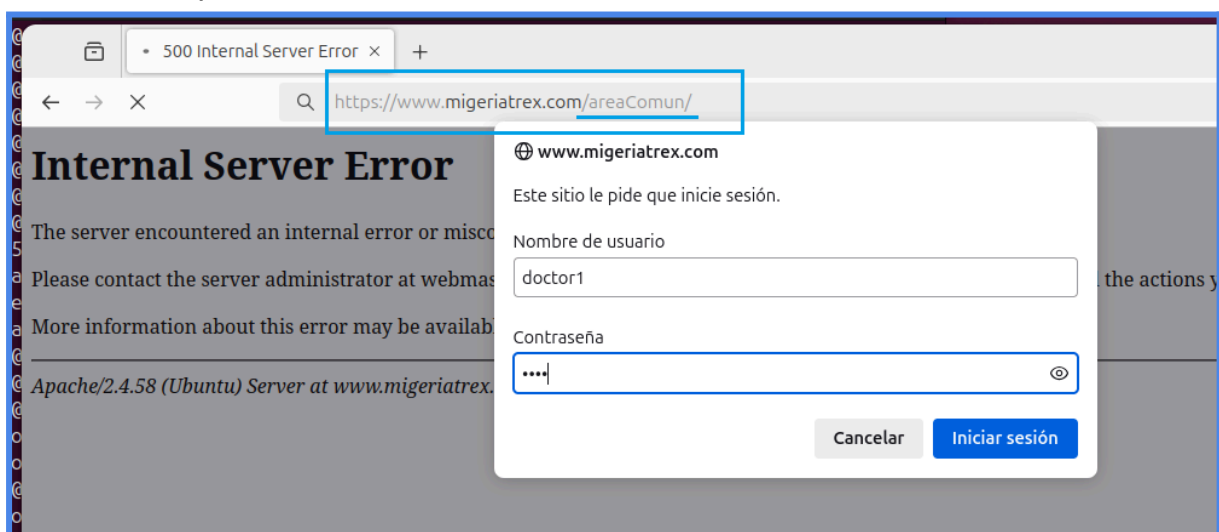 500 Internal Server Error
https://www.migeriatrex.com/areaComun/
Internal Server Error
The server encountered an internal error or misco
Please contact the server administrator at webmas
the actions y
More information about this error may be availab
Apache/2.4.58 (Ubuntu) Server at www.migeriatrex.
www.migeriatrex.com
Este sitio le pide que inicie sesión.
Nombre de usuario
doctor1
Contraseña
••••
Cancelar
Iniciar sesión